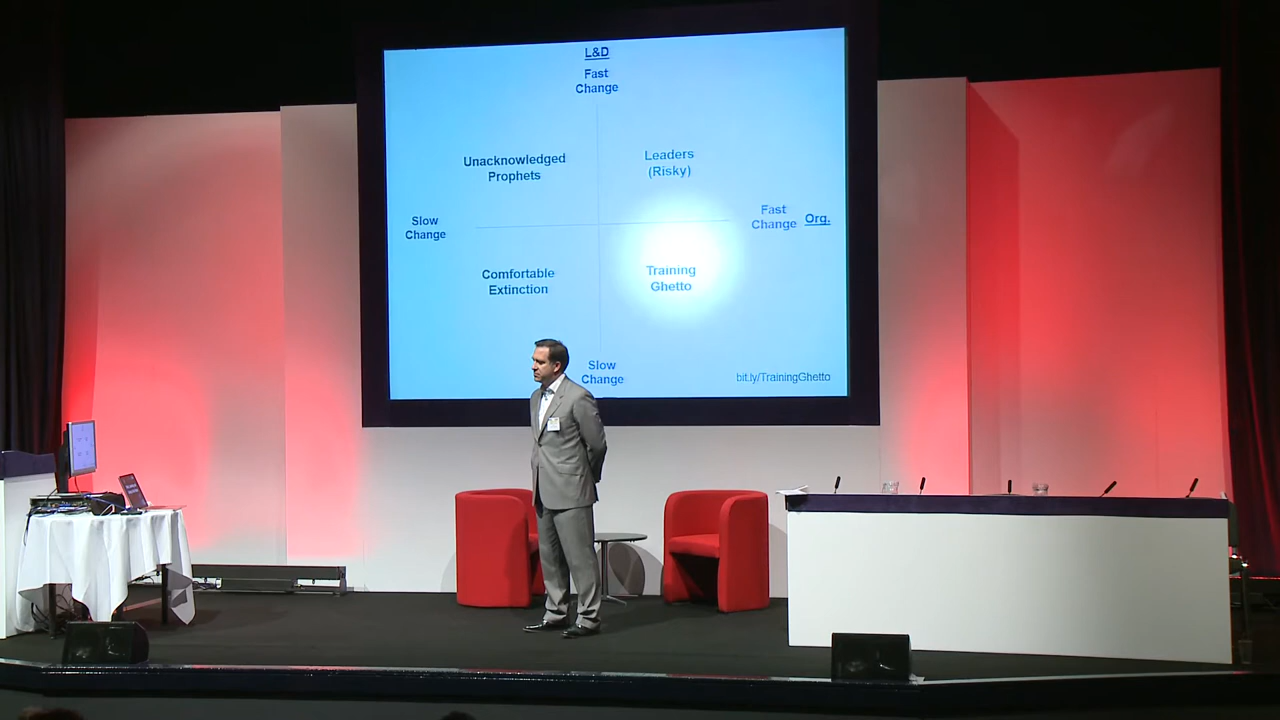 L&D
Fast
Change
Unacknowledged
Prophets
Leaders
(Risky)
Slow
Change
Fast
Change
Org.
Comfortable
Extinction
Training
Ghetto
Slow
Change
bit.ly/TrainingGhetto